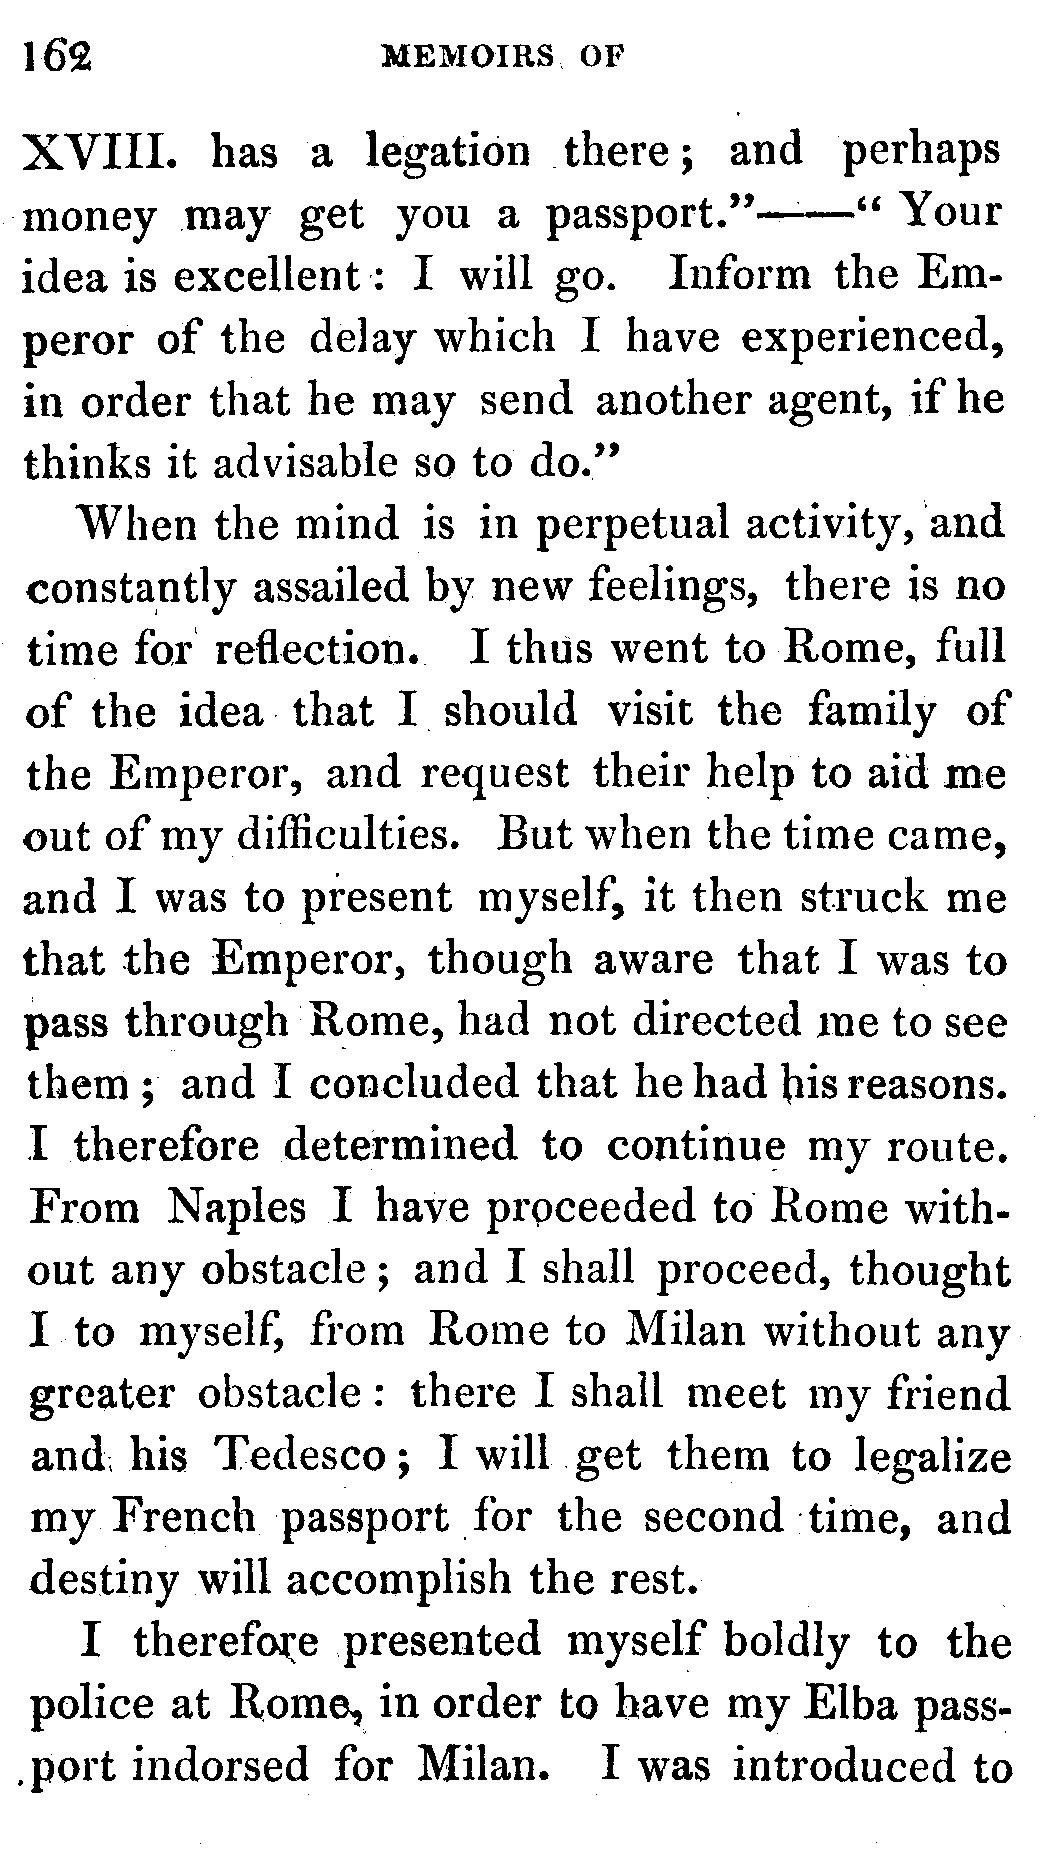 162 MEMOIRS OF
XVIII. has a legation there; and perhaps
money may get you a passport."——"Your
idea is excellent: I will go. Inform the Em-
peror of the delay which I have experienced,
in order that he may send another agent, if he
thinks it advisable so to do."
When the mind is in perpetual activity, and
constantly assailed by new feelings, there is no
time for reflection. I thus went to Rome, full
of the idea that I should visit the family of
the Emperor, and request their help to aid me
out of my difficulties. But when the time came,
and I was to present myself, it then struck me
that the Emperor, though aware that I was to
pass through Rome, had not directed me to see
them; and I concluded that he had his reasons.
I therefore determined to continue my route.
From Naples I have proceeded to Rome with-
out any obstacle; and I shall proceed, thought
I to myself, from Rome to Milan without any
greater obstacle: there I shall meet my friend
and his Tedesco; I will get them to legalize
my French passport for the second time, and
destiny will accomplish the rest.
I therefore presented myself boldly to the
police at Rome, in order to have my Elba pass-
port indorsed for Milan. I was introduced to